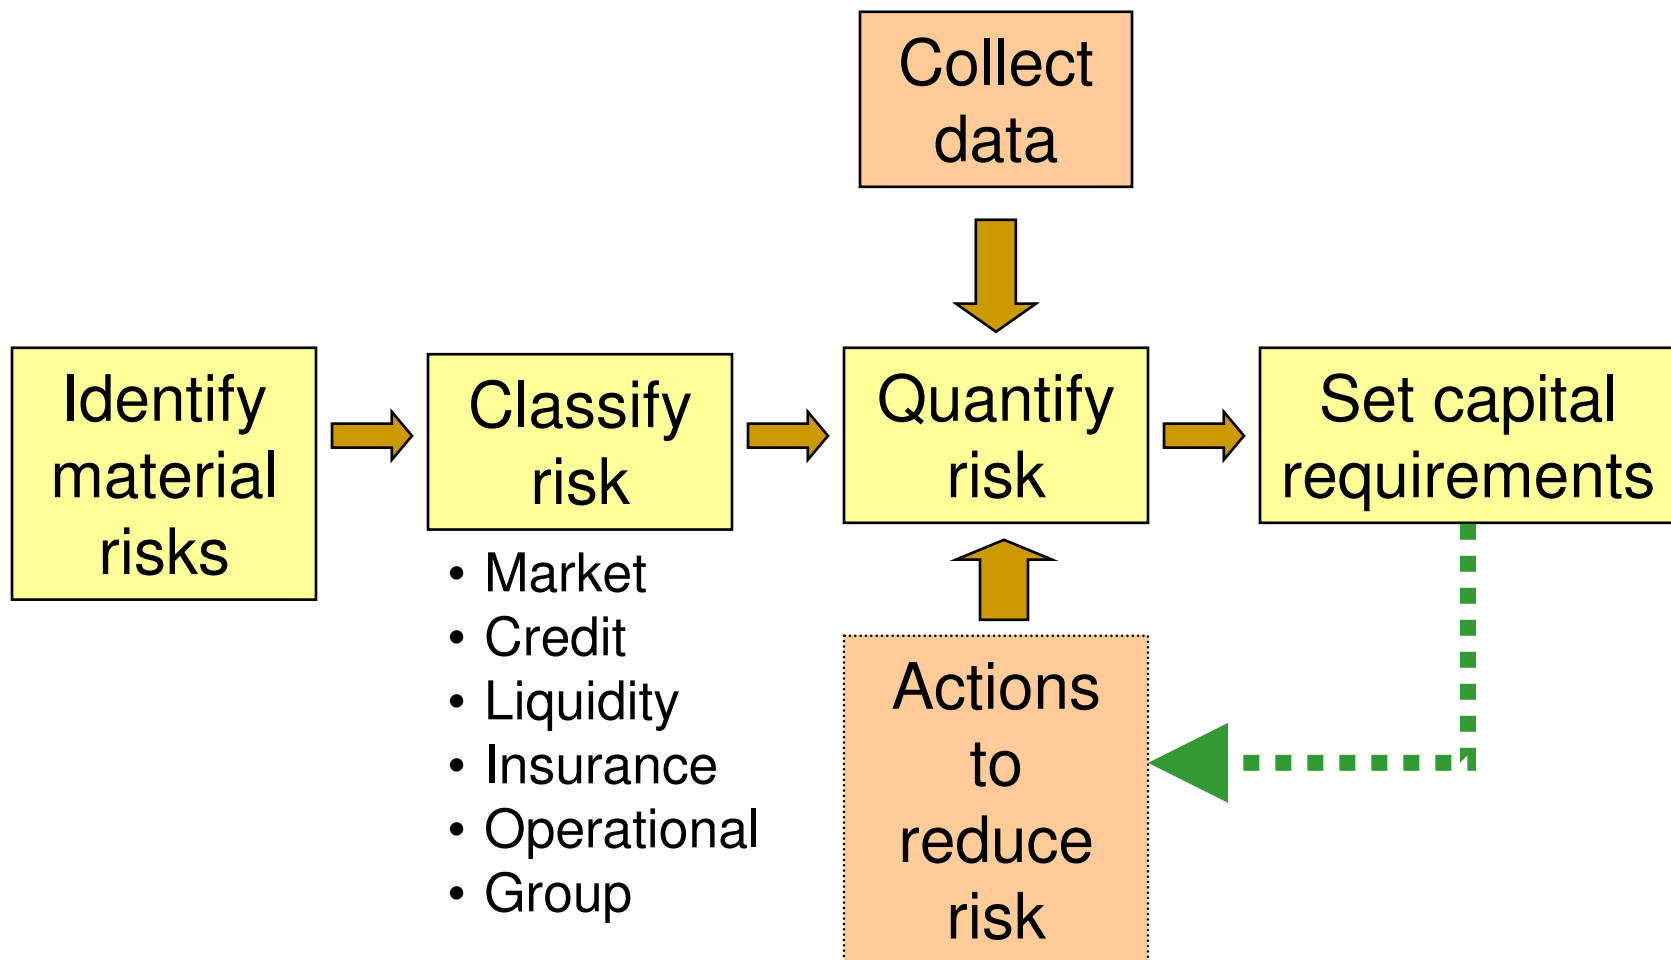 Collect
data
Identify
material
risks
Classify
risk
Quantify
risk
Set capital
requirements
• Market
• Credit
• Liquidity
• Insurance
• Operational
• Group
Actions
to
reduce
risk